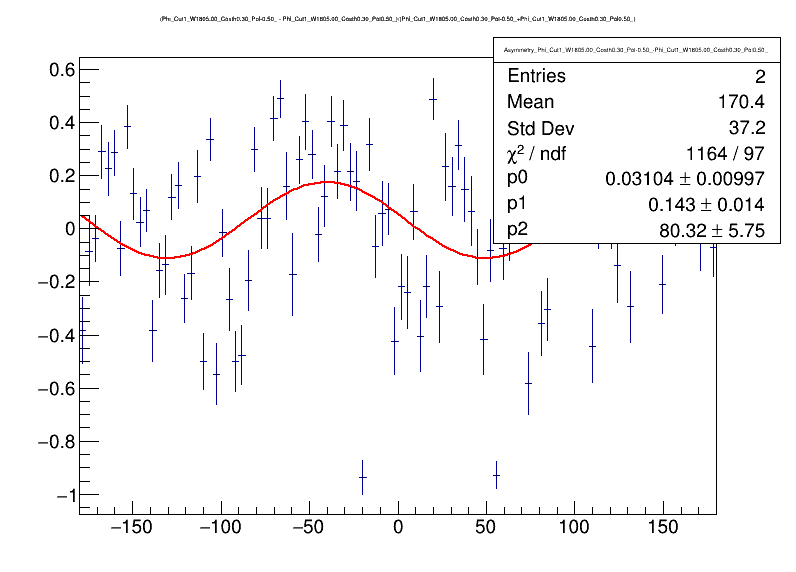 (Phi_Cut1_W1805.00_Costh0.30_Pol-0.50_ - Phi_Cut1_W1805.00_Costh0.30_Pol0.50_)/(Phi_Cut1_W1805.00_Costh0.30_Pol-0.50_+Phi_Cut1_W1805.00_Costh0.30_Pol0.50_)
Asymmetry_Phi_Cut1_W1805.00_Costh0.30_Pol-0.50_-Phi_Cut1_W1805.00_Costh0.30_Pol0.50_
Entries 2
Mean 170.4
Std Dev 37.2
χ² / ndf 1164 / 97
p0 0.03104 ± 0.00997
p1 0.143 ± 0.014
p2 80.32 ± 5.75
0.6
0.4
0.2
0
−0.2
−0.4
−0.6
−0.8
−1
−150 −100 −50 0 50 100 150